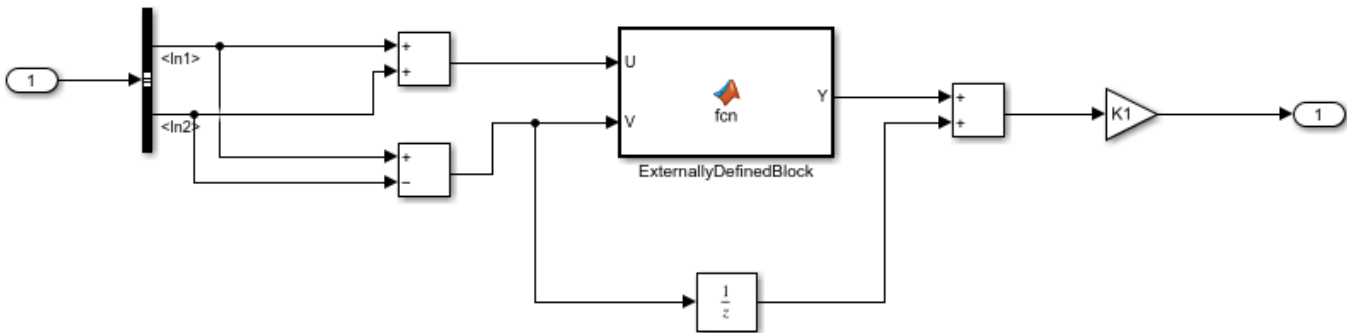 1
<In1>
<In2>
+
+
+
−
U
V
Y
fcn
ExternallyDefinedBlock
1
z
+
+
K1
1